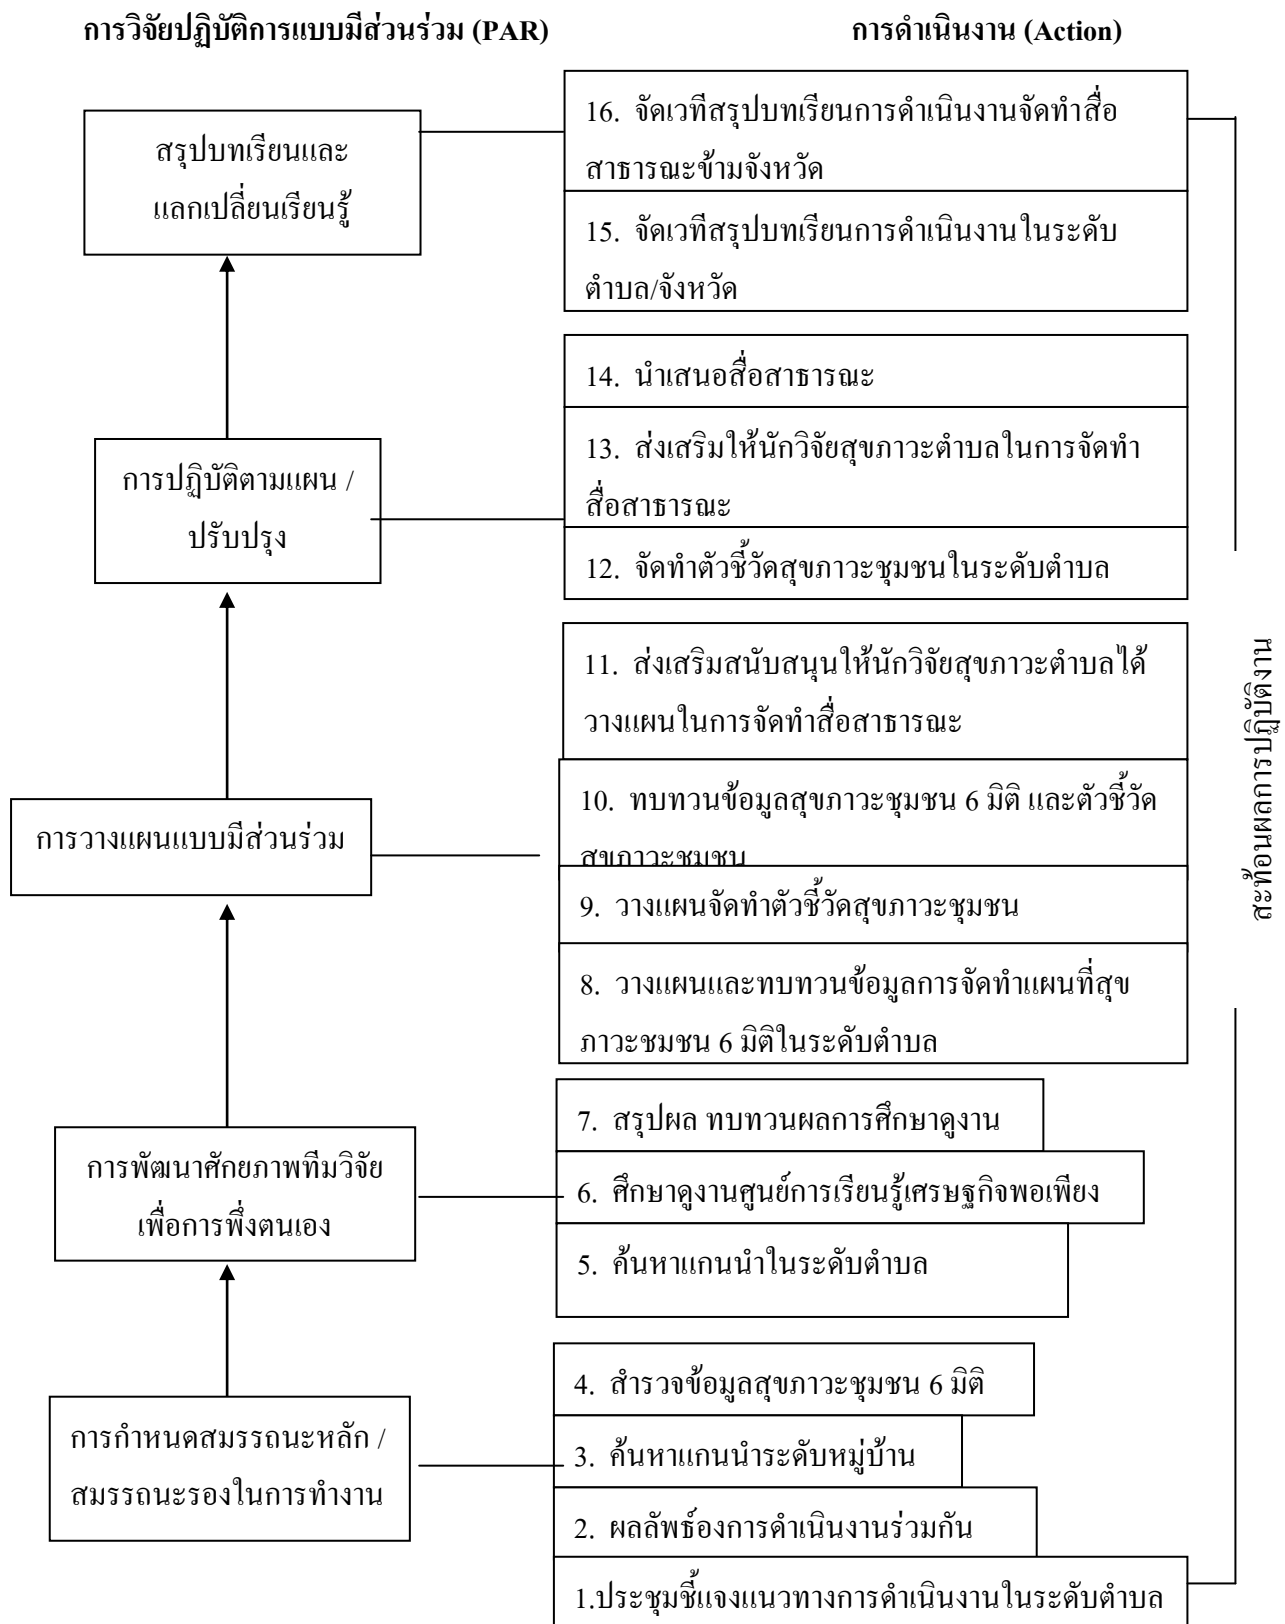 การวิจัยปฏิบัติการแบบมีส่วนร่วม (PAR)
การดำเนินงาน (Action)
สรุปบทเรียนและ
แลกเปลี่ยนเรียนรู้
16. จัดเวทีสรุปบทเรียนการดำเนินงานจัดทำสื่อ
สาธารณะข้ามจังหวัด
15. จัดเวทีสรุปบทเรียนการดำเนินงานในระดับ
ตำบล/จังหวัด
การปฏิบัติตามแผน /
ปรับปรุง
14. นำเสนอสื่อสาธารณะ
13. ส่งเสริมให้นักวิจัยสุขภาวะตำบลในการจัดทำ
สื่อสาธารณะ
12. จัดทำตัวชี้วัดสุขภาวะชุมชนในระดับตำบล
การวางแผนแบบมีส่วนร่วม
11. ส่งเสริมสนับสนุนให้นักวิจัยสุขภาวะตำบลได้
วางแผนในการจัดทำสื่อสาธารณะ
10. ทบทวนข้อมูลสุขภาวะชุมชน 6 มิติ และตัวชี้วัด
สุขภาวะชุมชน
9. วางแผนจัดทำตัวชี้วัดสุขภาวะชุมชน
8. วางแผนและทบทวนข้อมูลการจัดทำแผนที่สุข
ภาวะชุมชน 6 มิติในระดับตำบล
การพัฒนาศักยภาพทีมวิจัย
เพื่อการพึ่งตนเอง
7. สรุปผล ทบทวนผลการศึกษาดูงาน
6. ศึกษาดูงานศูนย์การเรียนรู้เศรษฐกิจพอเพียง
5. ค้นหาแกนนำในระดับตำบล
การกำหนดสมรรถนะหลัก /
สมรรถนะรองในการทำงาน
4. สำรวจข้อมูลสุขภาวะชุมชน 6 มิติ
3. ค้นหาแกนนำระดับหมู่บ้าน
2. ผลลัพธ์องการดำเนินงานร่วมกัน
1.ประชุมชี้แจงแนวทางการดำเนินงานในระดับตำบล
สะท้อนผลการปฏิบัติงาน